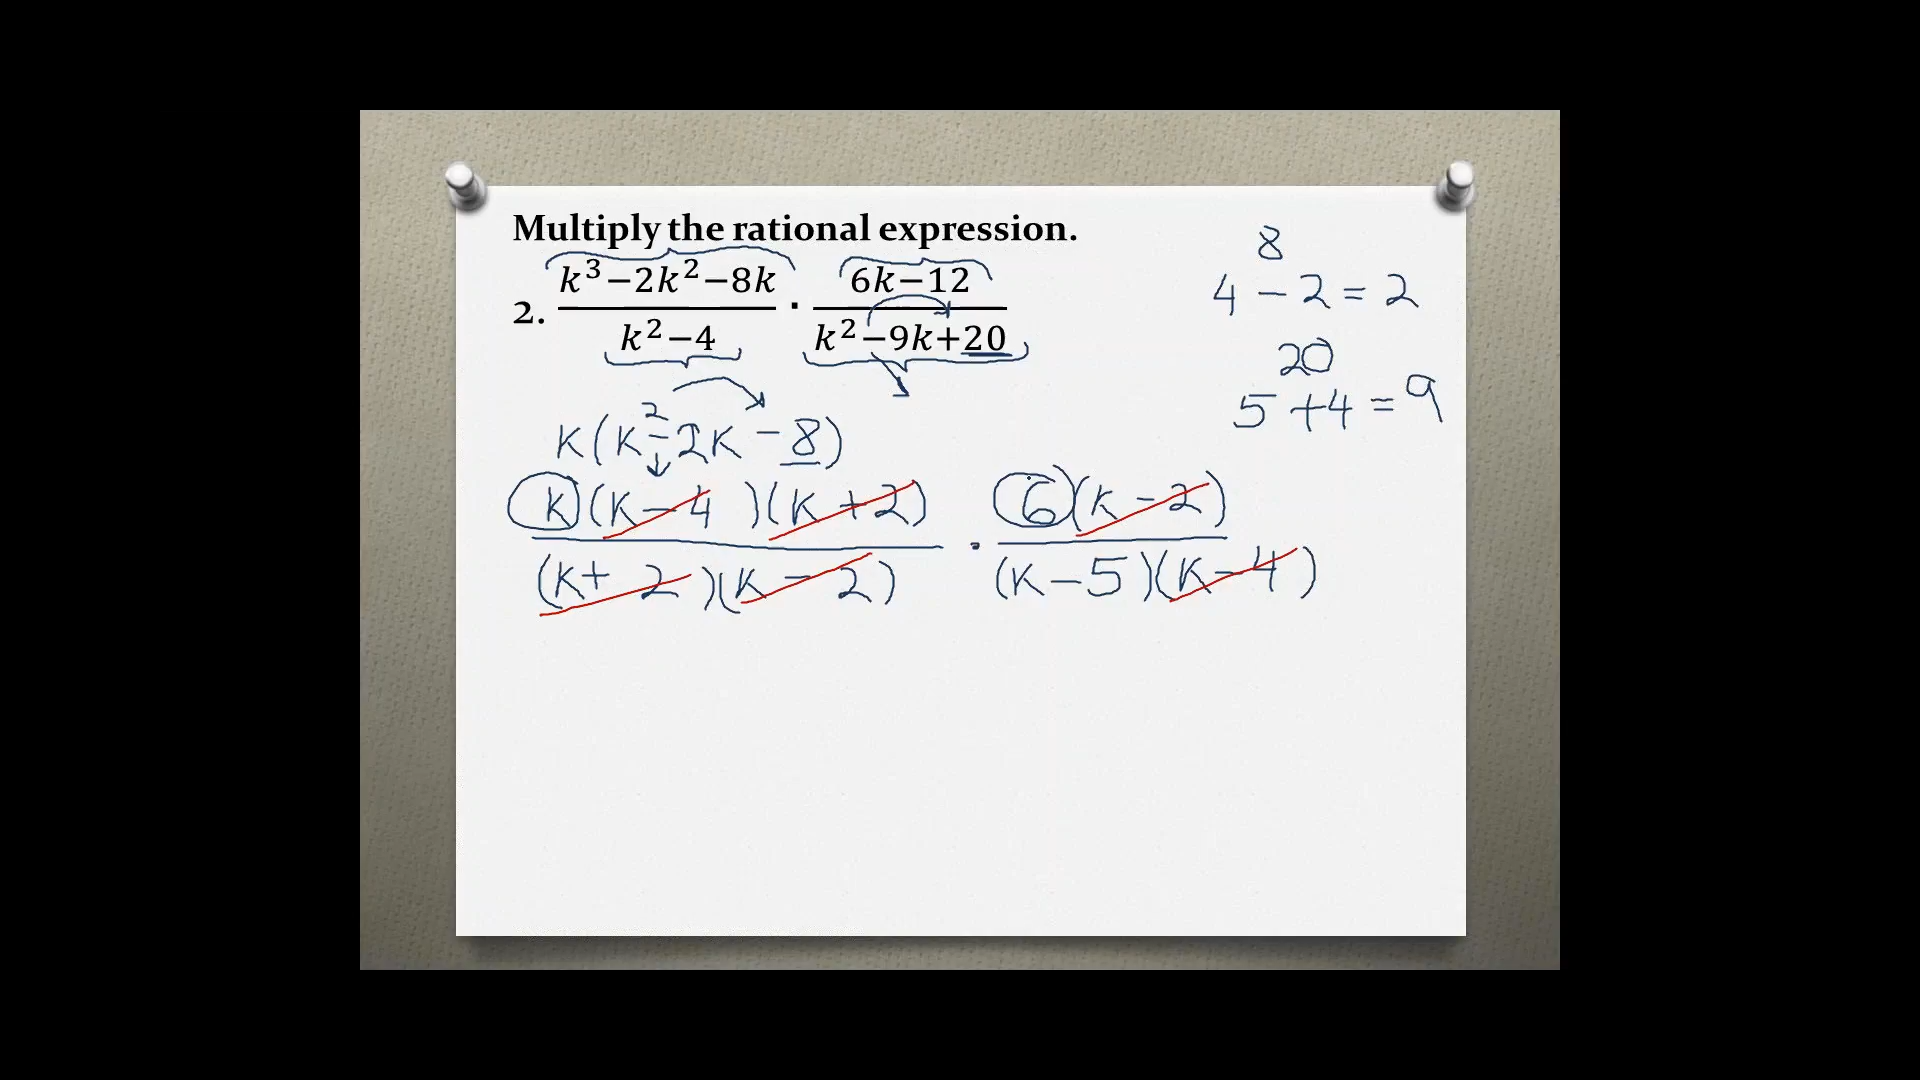 Multiply the rational expression.
2. k³−2k²−8k / k²−4 · 6k−12 / k²−9k+20
8
4 − 2 = 2
20
5 + 4 = 9
K(K²−2K − 8)
K(K−4)(K+2) / (K+2)(K−2) · 6(K−2) / (K−5)(K−4)